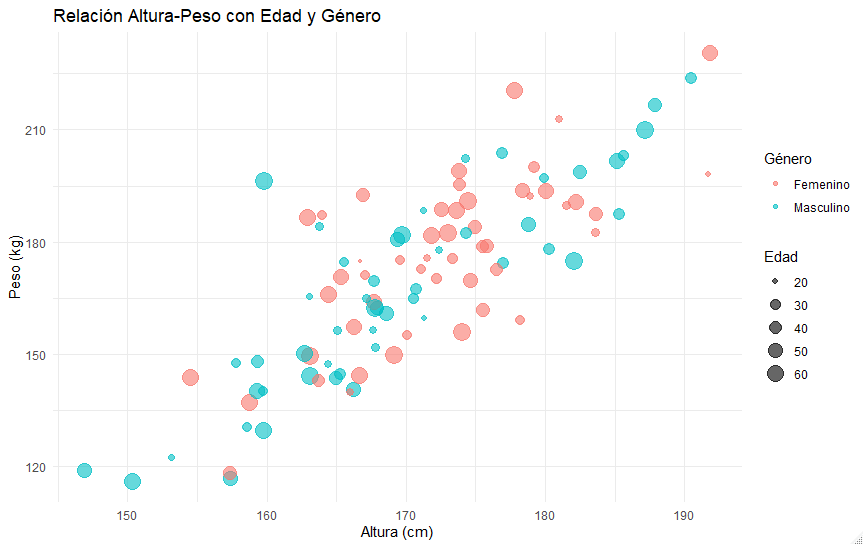 Relación Altura-Peso con Edad y Género
Peso (kg)
210
180
150
120
150
160
170
180
190
Altura (cm)
Género
Femenino
Masculino
Edad
20
30
40
50
60